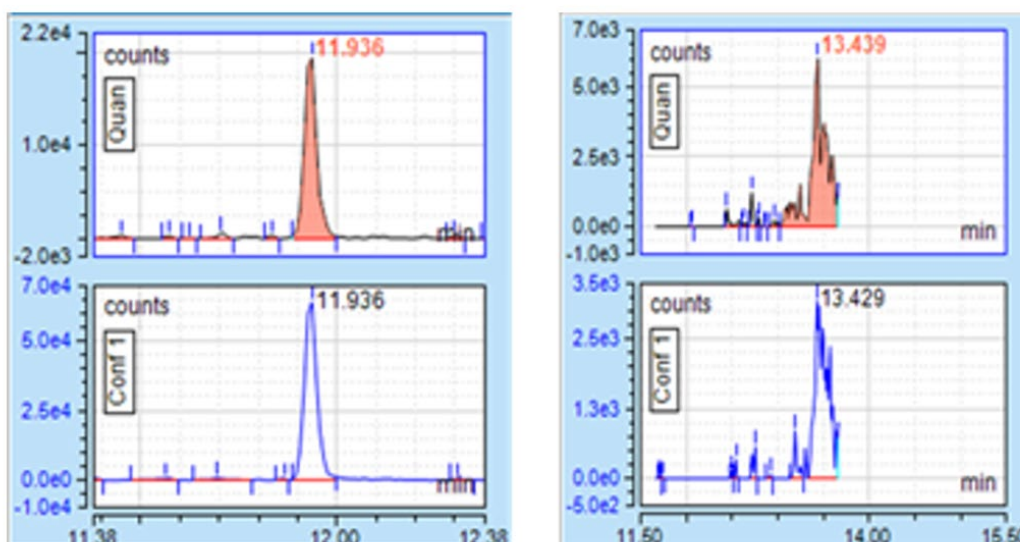 2.2e4
counts
11.936
Quan
1.0e4
min
-2.0e3
7.0e4
counts
11.936
Conf 1
5.0e4
2.5e4
0.0e0
min
-1.0e4
11.38
12.00
12.38
7.0e3
counts
13.439
Quan
5.0e3
2.5e3
0.0e0
min
-1.0e3
3.5e3
counts
13.429
Conf 1
2.5e3
1.3e3
0.0e0
min
-5.0e2
11.50
14.00
15.50